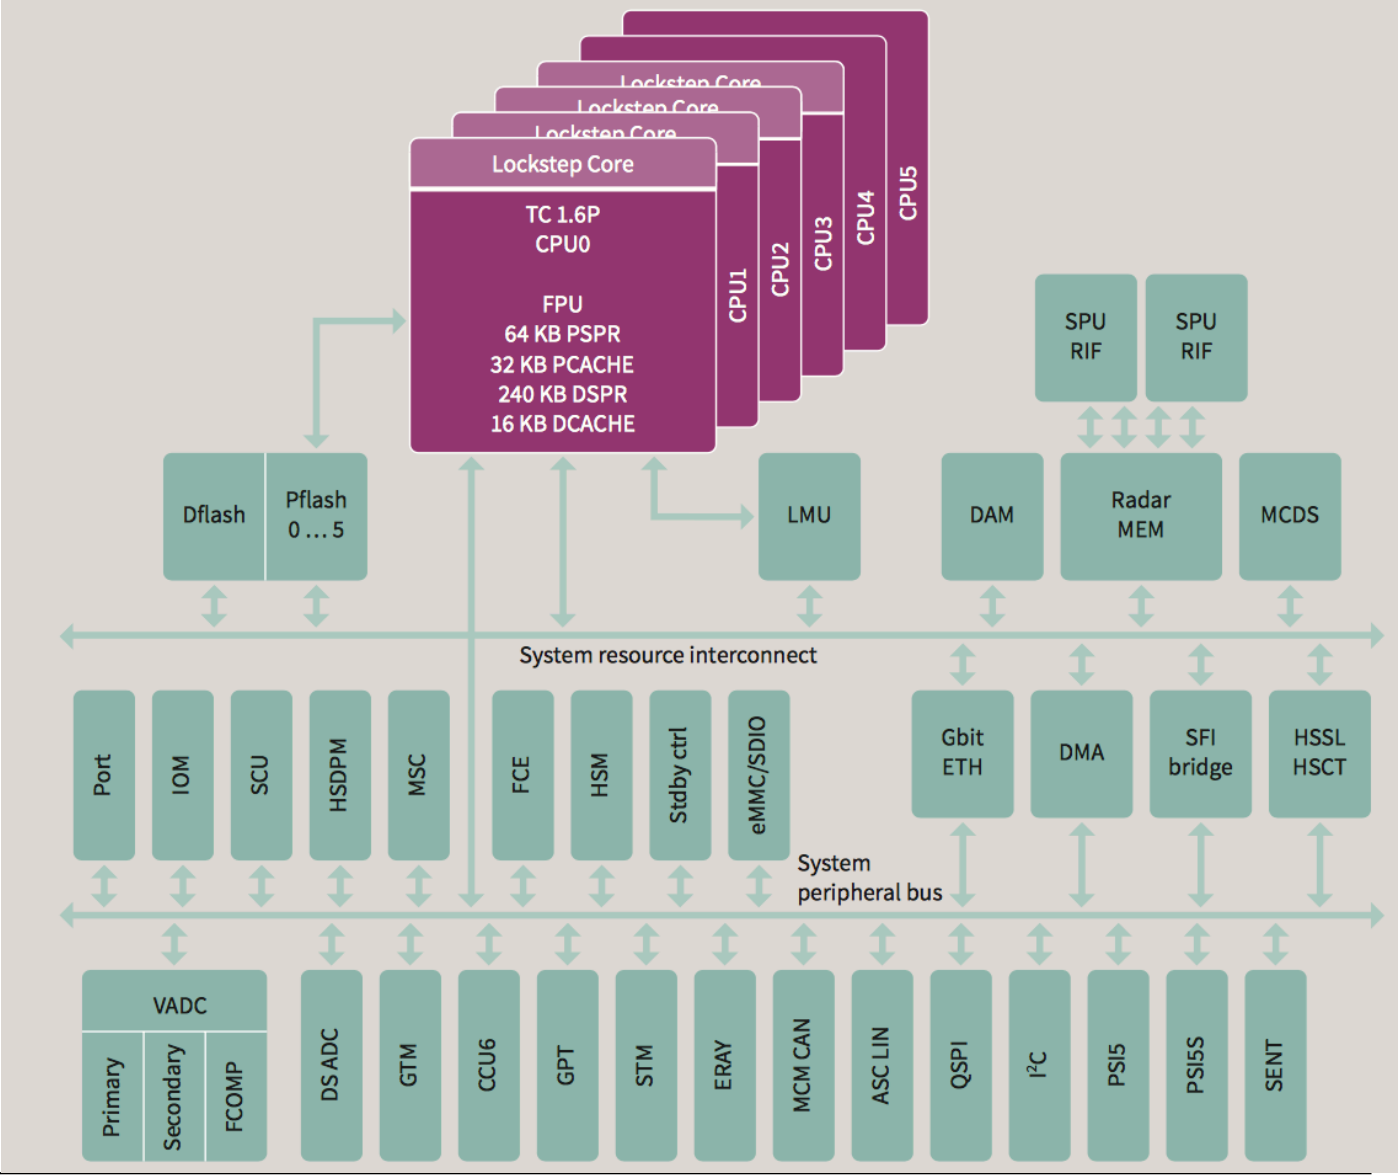 Lockstep Core
Lockstep Core
Lockstep Core
Lockstep Core
TC 1.6P
CPU0
FPU
64 KB PSPR
32 KB PCACHE
240 KB DSPR
16 KB DCACHE
CPU1
CPU2
CPU3
CPU4
CPU5
SPU
RIF
SPU
RIF
Dflash
Pflash
0 ... 5
LMU
DAM
Radar
MEM
MCDS
System resource interconnect
Port
IOM
SCU
HSDPM
MSC
FCE
HSM
Stdby ctrl
eMMC/SDIO
Gbit
ETH
DMA
SFI
bridge
HSSL
HSCT
System
peripheral bus
VADC
Primary
Secondary
FCOMP
DS ADC
GTM
CCU6
GPT
STM
ERAY
MCM CAN
ASC LIN
QSPI
I²C
PSI5
PSI5S
SENT